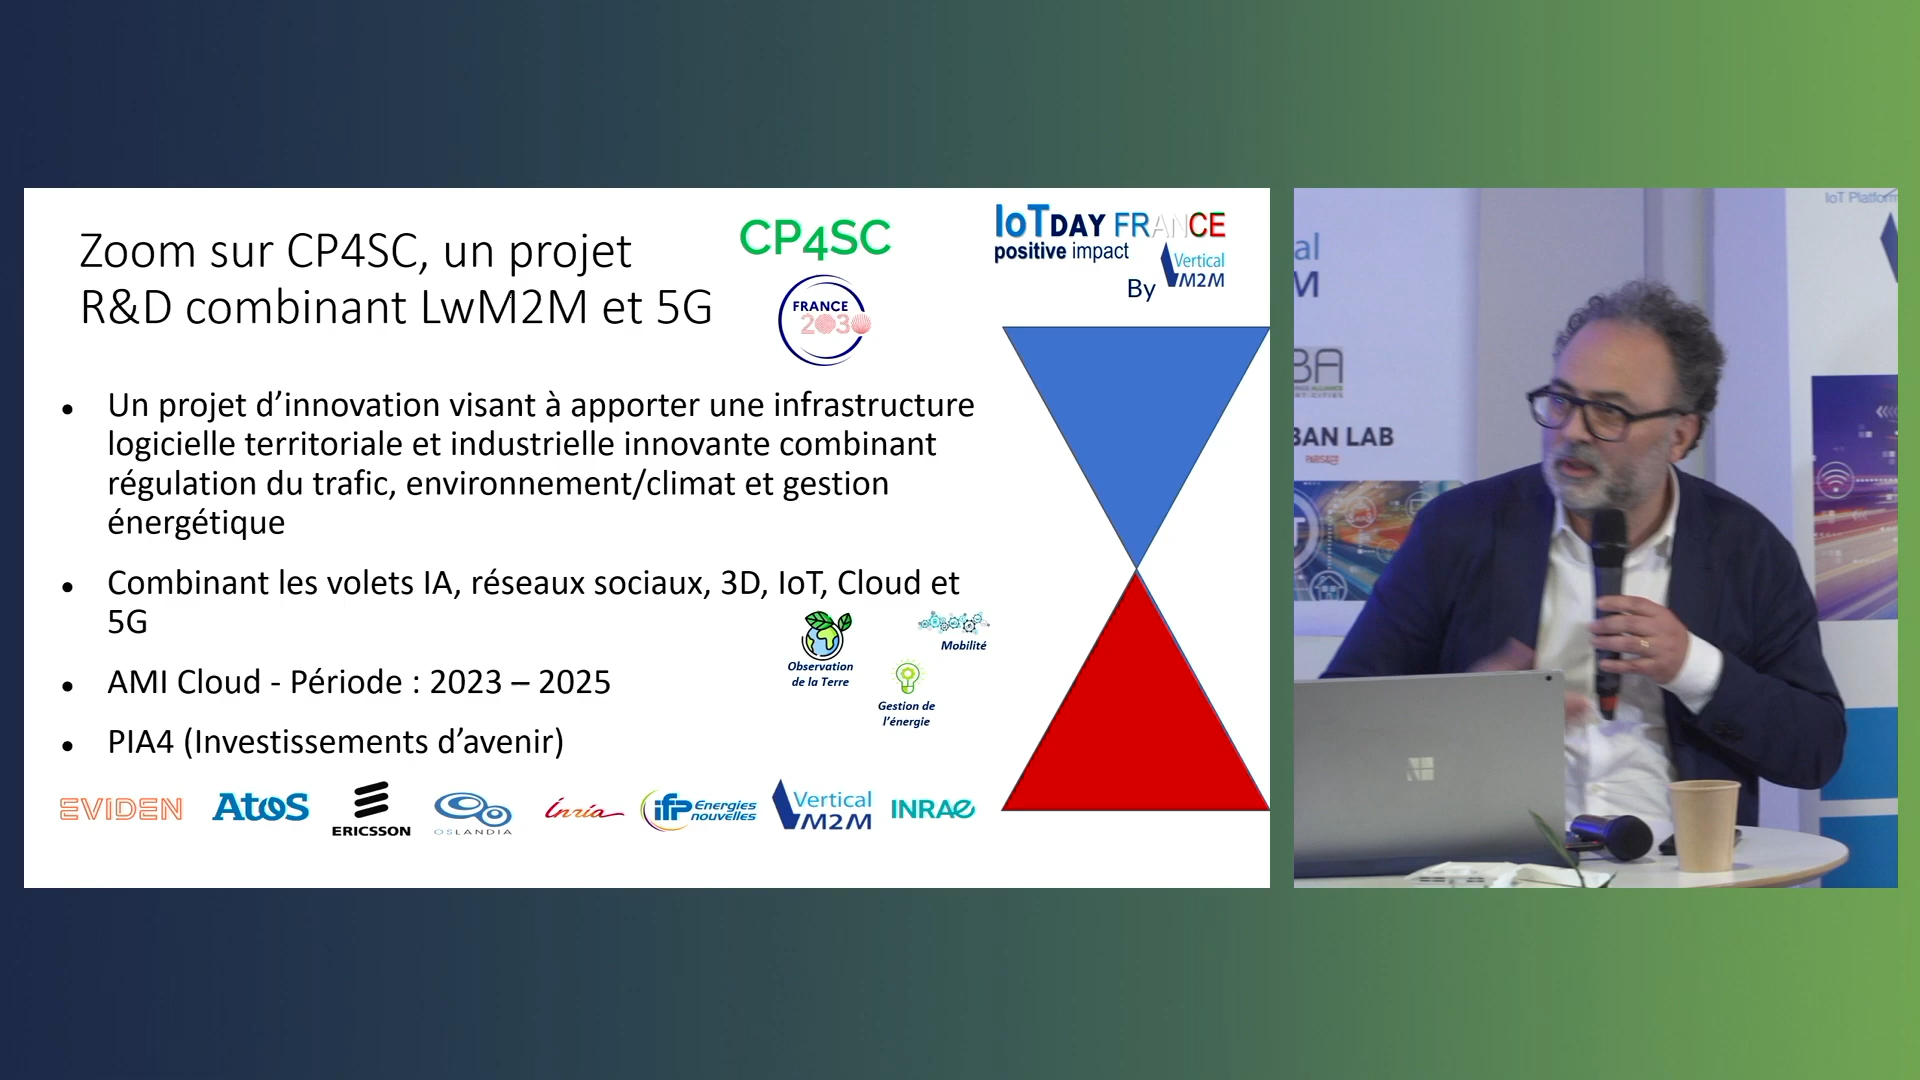 Zoom sur CP4SC, un projet
R&D combinant LwM2M et 5G
CP4SC
FRANCE
2030
IoTDAY FRANCE
positive impact
By
Vertical
M2M
Un projet d’innovation visant à apporter une infrastructure
logicielle territoriale et industrielle innovante combinant
régulation du trafic, environnement/climat et gestion
énergétique
Combinant les volets IA, réseaux sociaux, 3D, IoT, Cloud et
5G
Observation
de la Terre
Mobilité
Gestion de
l’énergie
AMI Cloud - Période : 2023 – 2025
PIA4 (Investissements d’avenir)
EVIDEN
Atos
ERICSSON
OSLANDIA
Inria
ifP Energies
nouvelles
Vertical
M2M
INRAE
IoT Platform
al
M
BA
BAN LAB